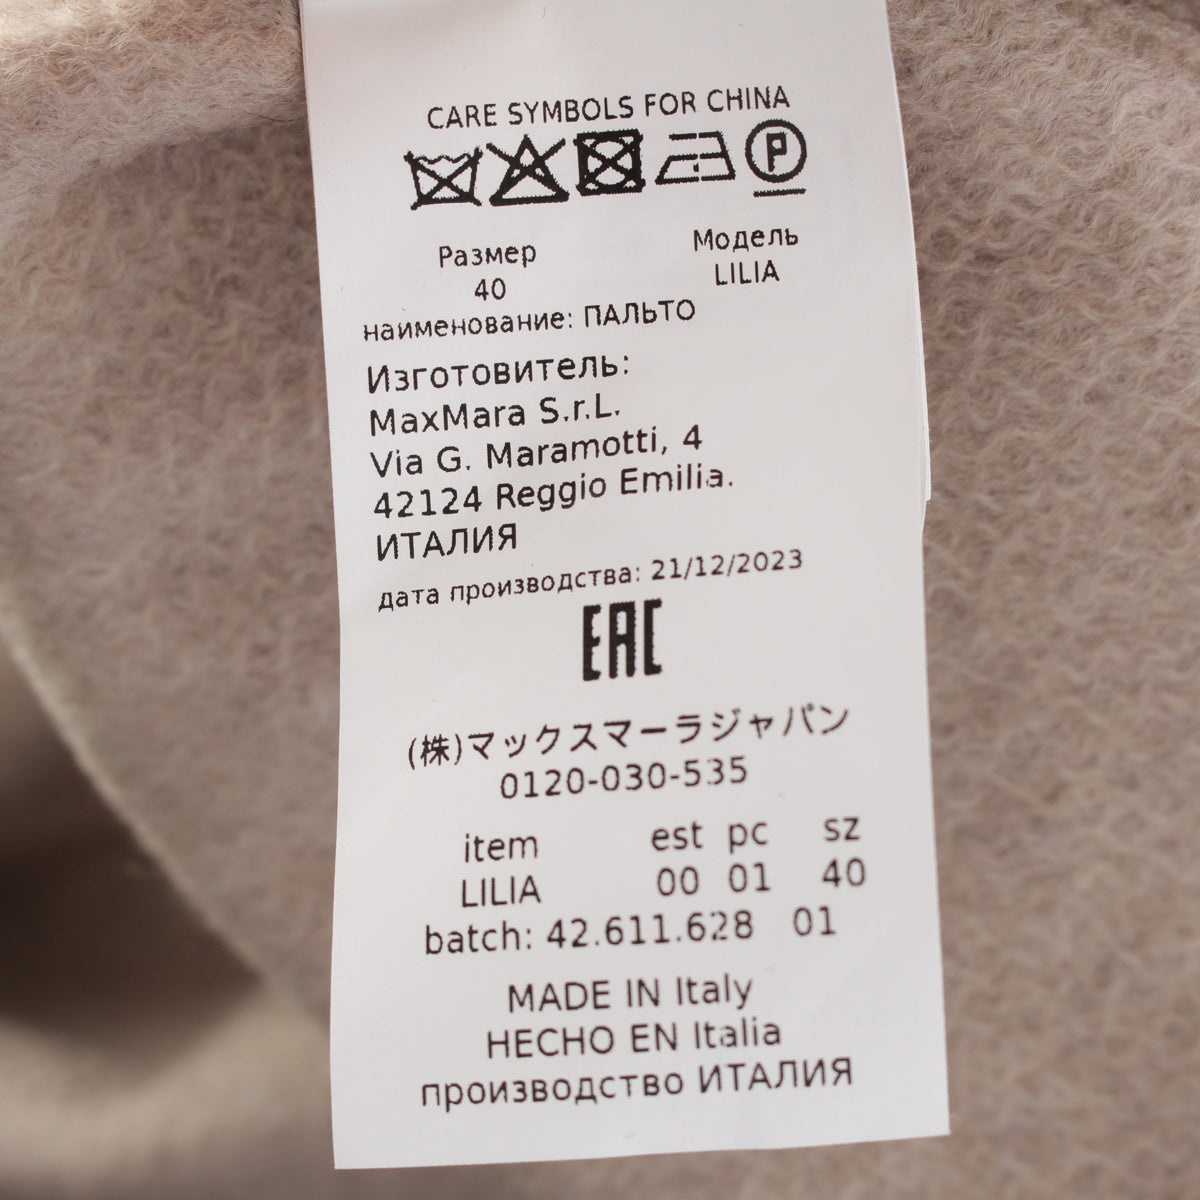 CARE SYMBOLS FOR CHINA
P
Размер Модель
40 LILIA
наименование: ПАЛЬТО
Изготовитель:
MaxMara S.r.L.
Via G. Maramotti, 4
42124 Reggio Emilia.
ИТАЛИЯ
дата производства: 21/12/2023
EAC
(株)マックスマーラジャパン
0120-030-535
item est pc sz
LILIA 00 01 40
batch: 42.611.628 01
MADE IN Italy
HECHO EN Italia
производство ИТАЛИЯ